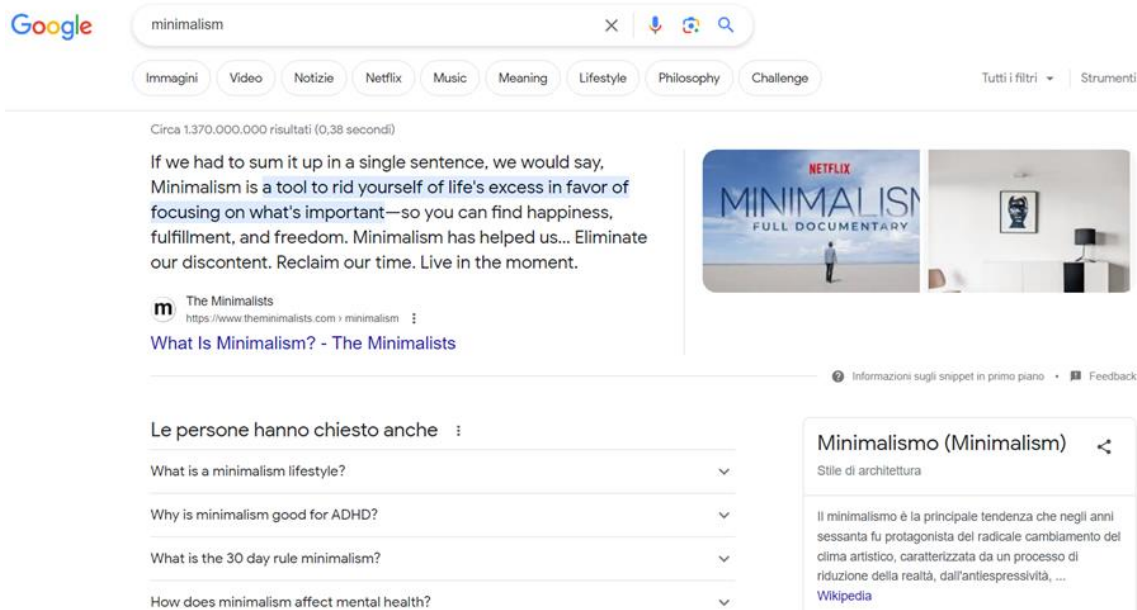 Google
minimalism
Immagini
Video
Notizie
Netflix
Music
Meaning
Lifestyle
Philosophy
Challenge
Tutti i filtri
Strumenti
Circa 1.370.000.000 risultati (0,38 secondi)
If we had to sum it up in a single sentence, we would say,
Minimalism is a tool to rid yourself of life's excess in favor of
focusing on what's important—so you can find happiness,
fulfillment, and freedom. Minimalism has helped us... Eliminate
our discontent. Reclaim our time. Live in the moment.
NETFLIX
MINIMALISM
FULL DOCUMENTARY
m
The Minimalists
https://www.theminimalists.com › minimalism
What Is Minimalism? - The Minimalists
Informazioni sugli snippet in primo piano • Feedback
Le persone hanno chiesto anche
What is a minimalism lifestyle?
Why is minimalism good for ADHD?
What is the 30 day rule minimalism?
How does minimalism affect mental health?
Minimalismo (Minimalism)
Stile di architettura
Il minimalismo è la principale tendenza che negli anni
sessanta fu protagonista del radicale cambiamento del
clima artistico, caratterizzata da un processo di
riduzione della realtà, dall'antiespressività, ...
Wikipedia